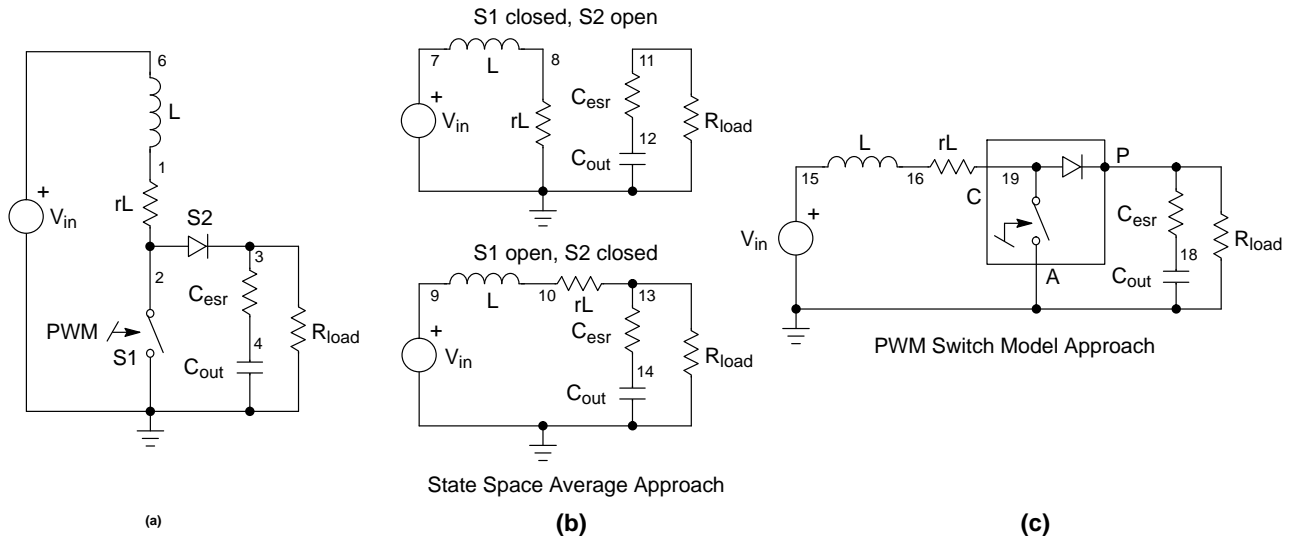 6
L
1
rL
+
Vin
S2
3
2
Cesr
PWM
S1
4
Cout
Rload
(a)
S1 closed, S2 open
7
L
8
11
+
Vin
rL
Cesr
12
Cout
Rload
S1 open, S2 closed
9
L
10
rL
13
+
Vin
Cesr
14
Cout
Rload
State Space Average Approach
(b)
L
rL
15
16
C
19
P
+
Vin
A
Cesr
18
Cout
Rload
PWM Switch Model Approach
(c)